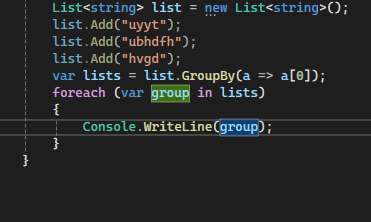 List<string> list = new List<string>();
list.Add("uyyt");
list.Add("ubhdfh");
list.Add("hvgd");
var lists = list.GroupBy(a => a[0]);
foreach (var group in lists)
{
Console.WriteLine(group);
}
}